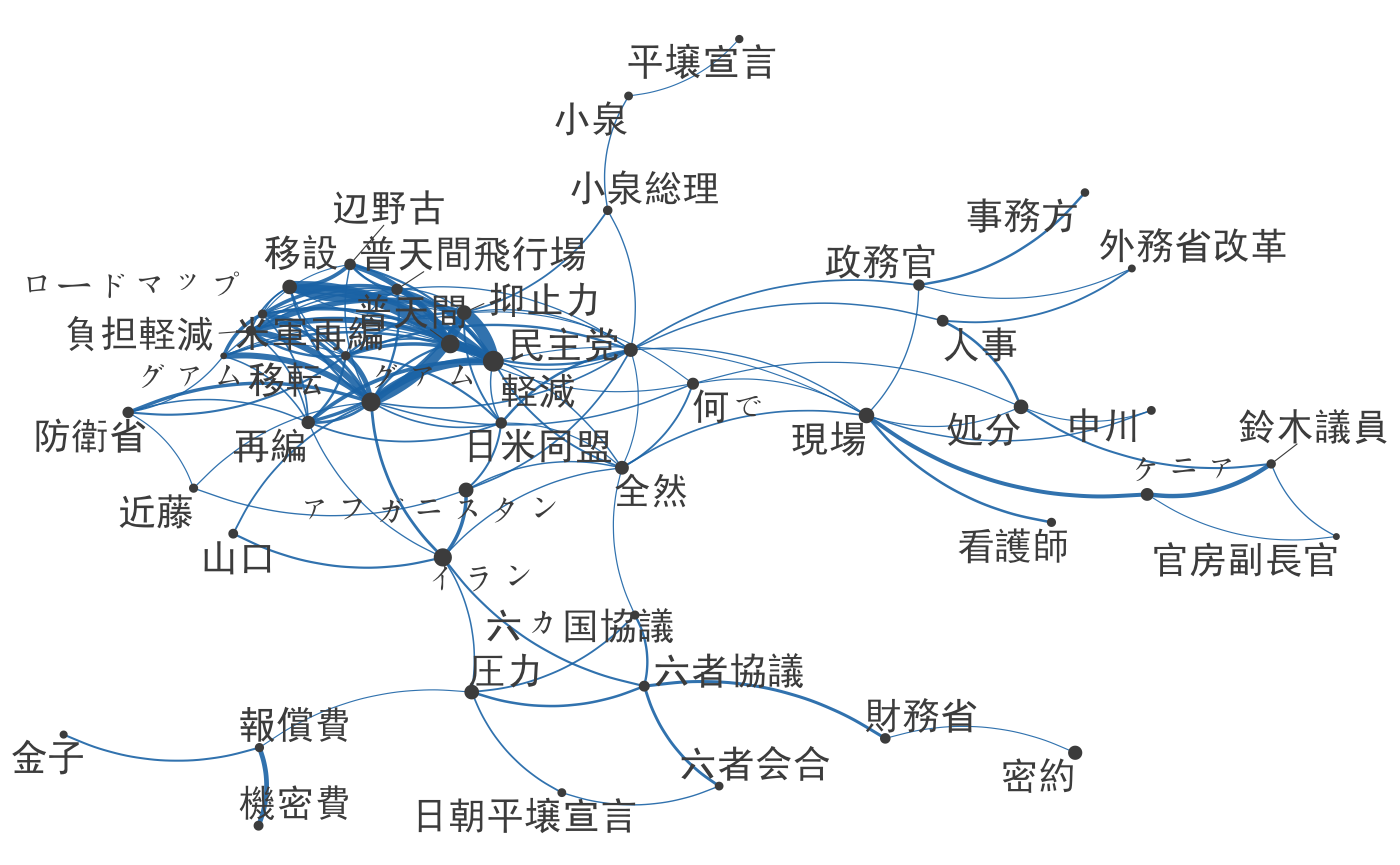 平壌宣言
小泉
小泉総理
辺野古
事務方
移設
普天間飛行場
政務官
外務省改革
ロードマップ
普天間
抑止力
負担軽減
米軍再編
民主党
人事
グアム移転
グアム
軽減
何で
防衛省
再編
日米同盟
現場
処分
中川
鈴木議員
ケニア
近藤
アフガニスタン
全然
山口
看護師
官房副長官
イラン
六カ国協議
圧力
六者協議
報償費
財務省
金子
六者会合
密約
機密費
日朝平壌宣言